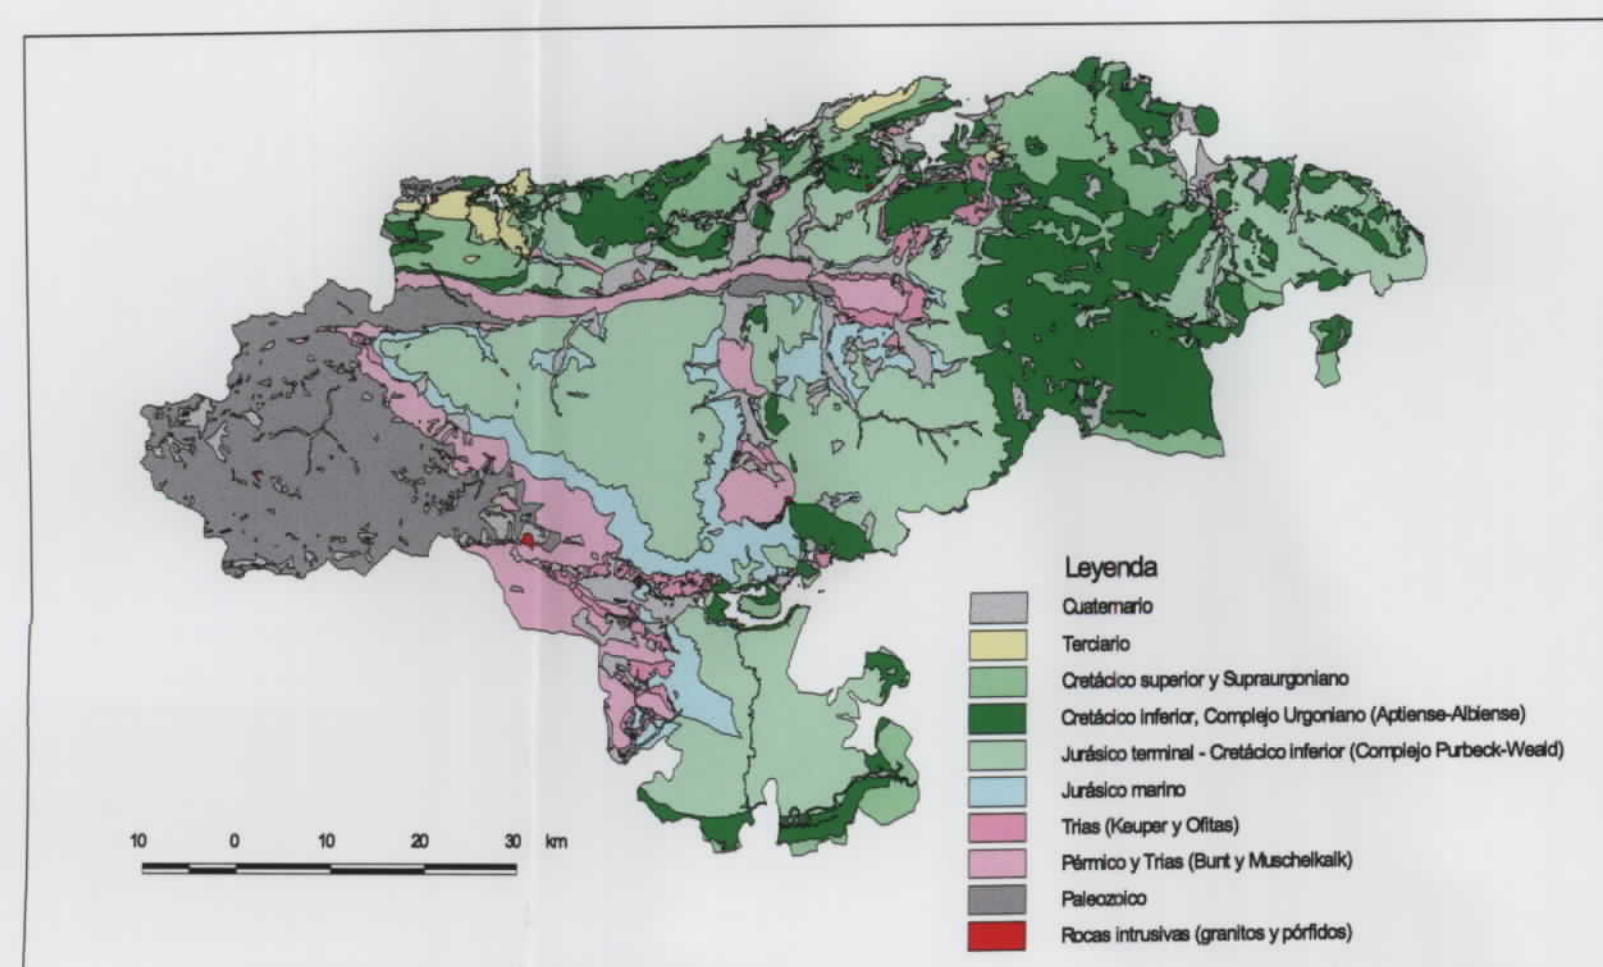 Leyenda
Cuaternario
Terciario
Cretácico superior y Supraurgoniano
Cretácico inferior, Complejo Urgoniano (Aptiense-Albiense)
Jurásico terminal - Cretácico inferior (Complejo Purbeck-Weald)
Jurásico marino
Trias (Keuper y Ofitas)
Pérmico y Trias (Bunt y Muschelkalk)
Paleozoico
Rocas intrusivas (granitos y pórfidos)
10 0 10 20 30 km